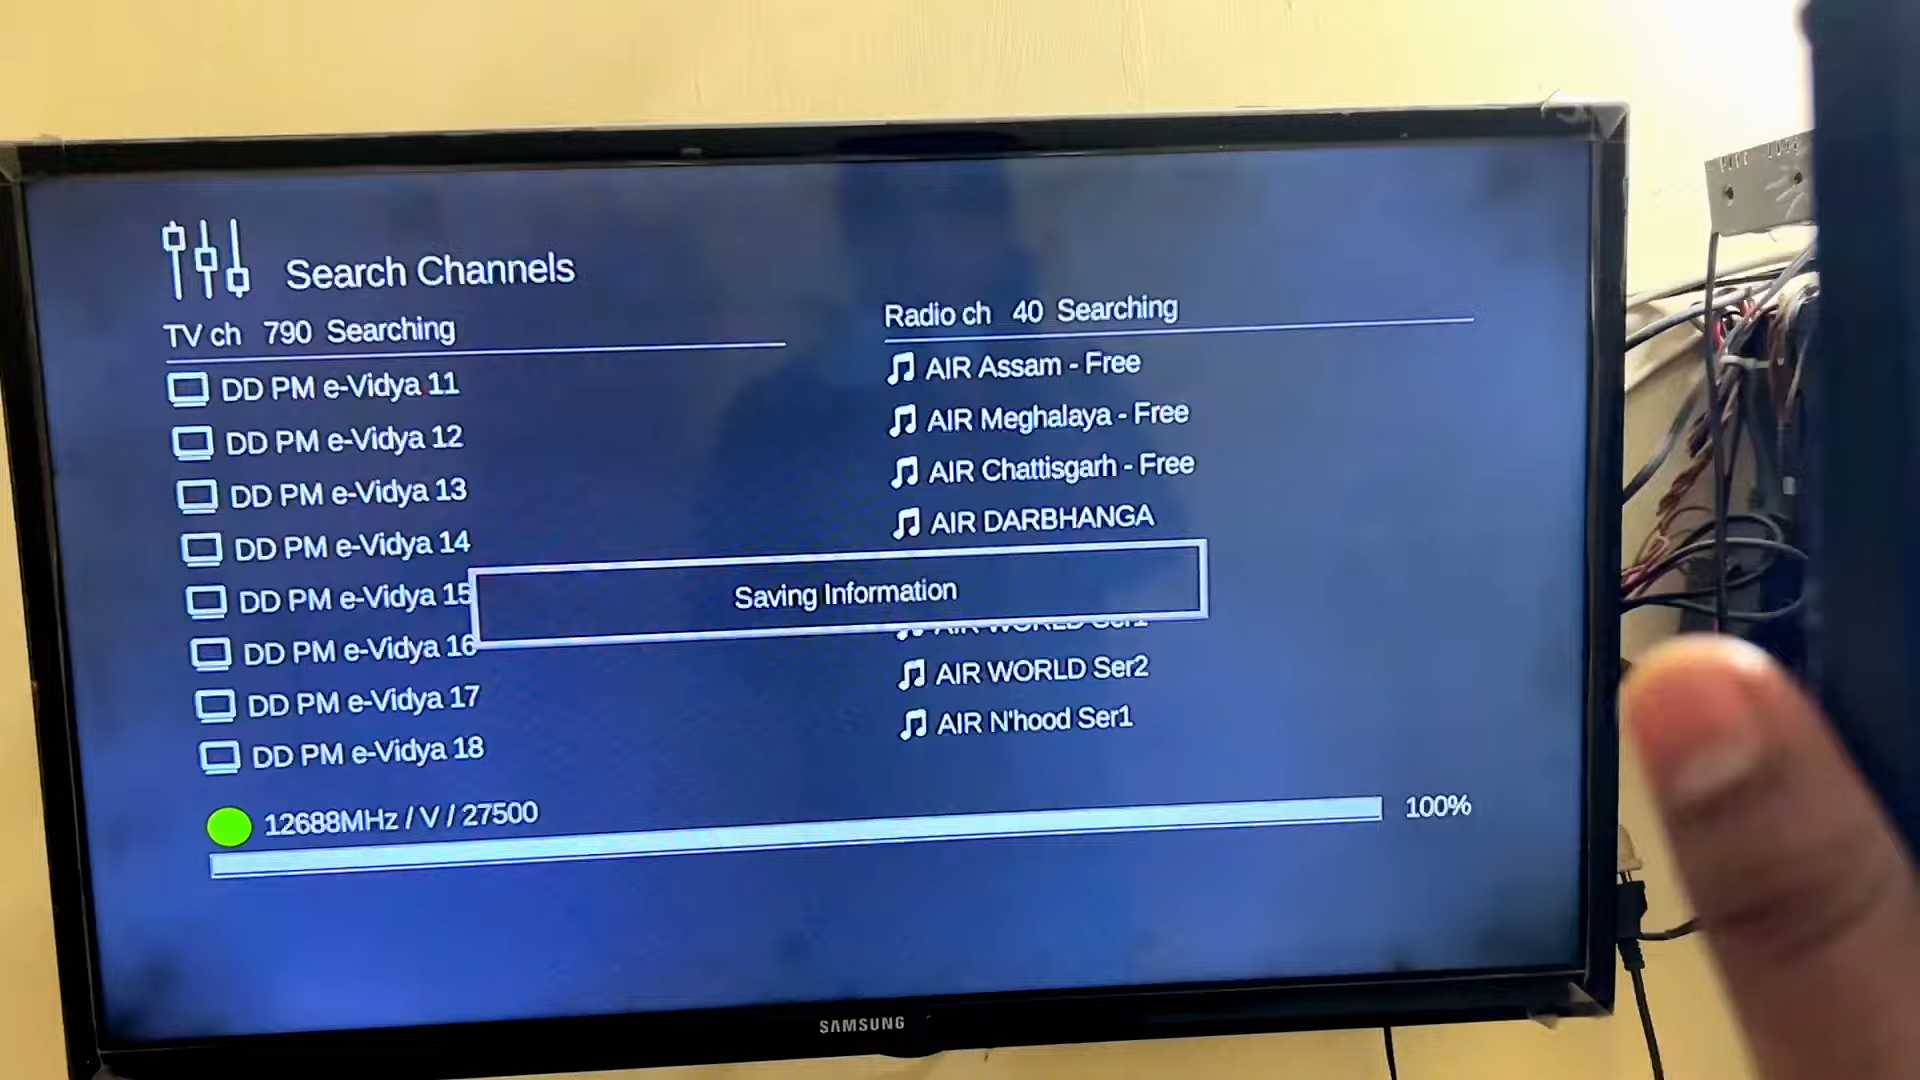 Search Channels
TV ch 790 Searching
DD PM e-Vidya 11
DD PM e-Vidya 12
DD PM e-Vidya 13
DD PM e-Vidya 14
DD PM e-Vidya 15
DD PM e-Vidya 16
DD PM e-Vidya 17
DD PM e-Vidya 18
Radio ch 40 Searching
AIR Assam - Free
AIR Meghalaya - Free
AIR Chattisgarh - Free
AIR DARBHANGA
Saving Information
AIR WORLD Ser1
AIR WORLD Ser2
AIR N'hood Ser1
12688MHz / V / 27500
100%
SAMSUNG